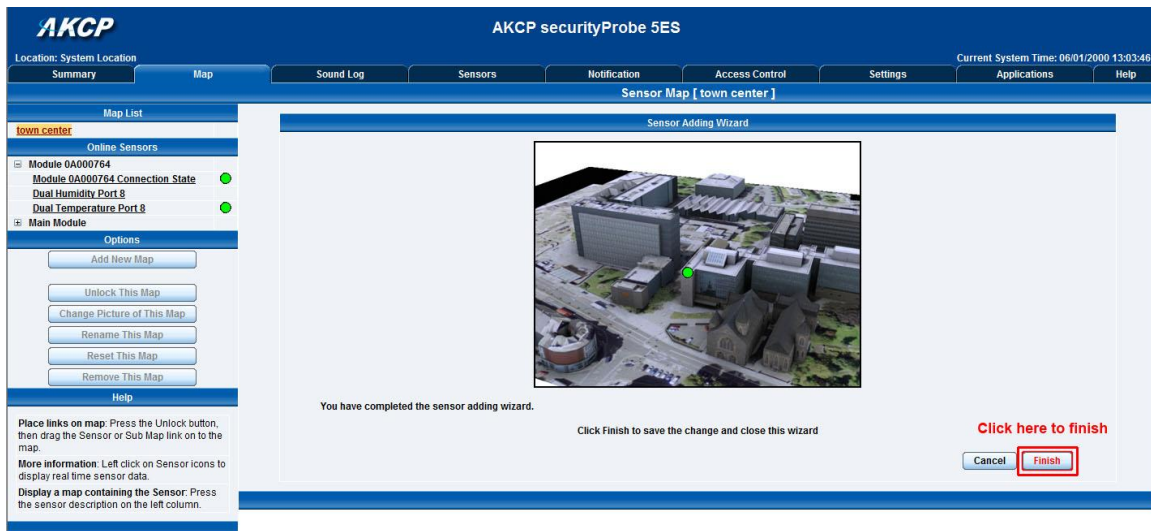 AKCP
AKCP securityProbe 5ES
Location: System Location
Current System Time: 06/01/2000 13:03:46
Summary
Map
Sound Log
Sensors
Notification
Access Control
Settings
Applications
Help
Sensor Map [ town center ]
Map List
town center
Online Sensors
Module 0A000764
Module 0A000764 Connection State
Dual Humidity Port 8
Dual Temperature Port 8
Main Module
Options
Add New Map
Unlock This Map
Change Picture of This Map
Rename This Map
Reset This Map
Remove This Map
Help
Place links on map: Press the Unlock button,
then drag the Sensor or Sub Map link on to the
map.
More information: Left click on Sensor icons to
display real time sensor data.
Display a map containing the Sensor: Press
the sensor description on the left column.
Sensor Adding Wizard
You have completed the sensor adding wizard.
Click Finish to save the change and close this wizard
Click here to finish
Cancel
Finish